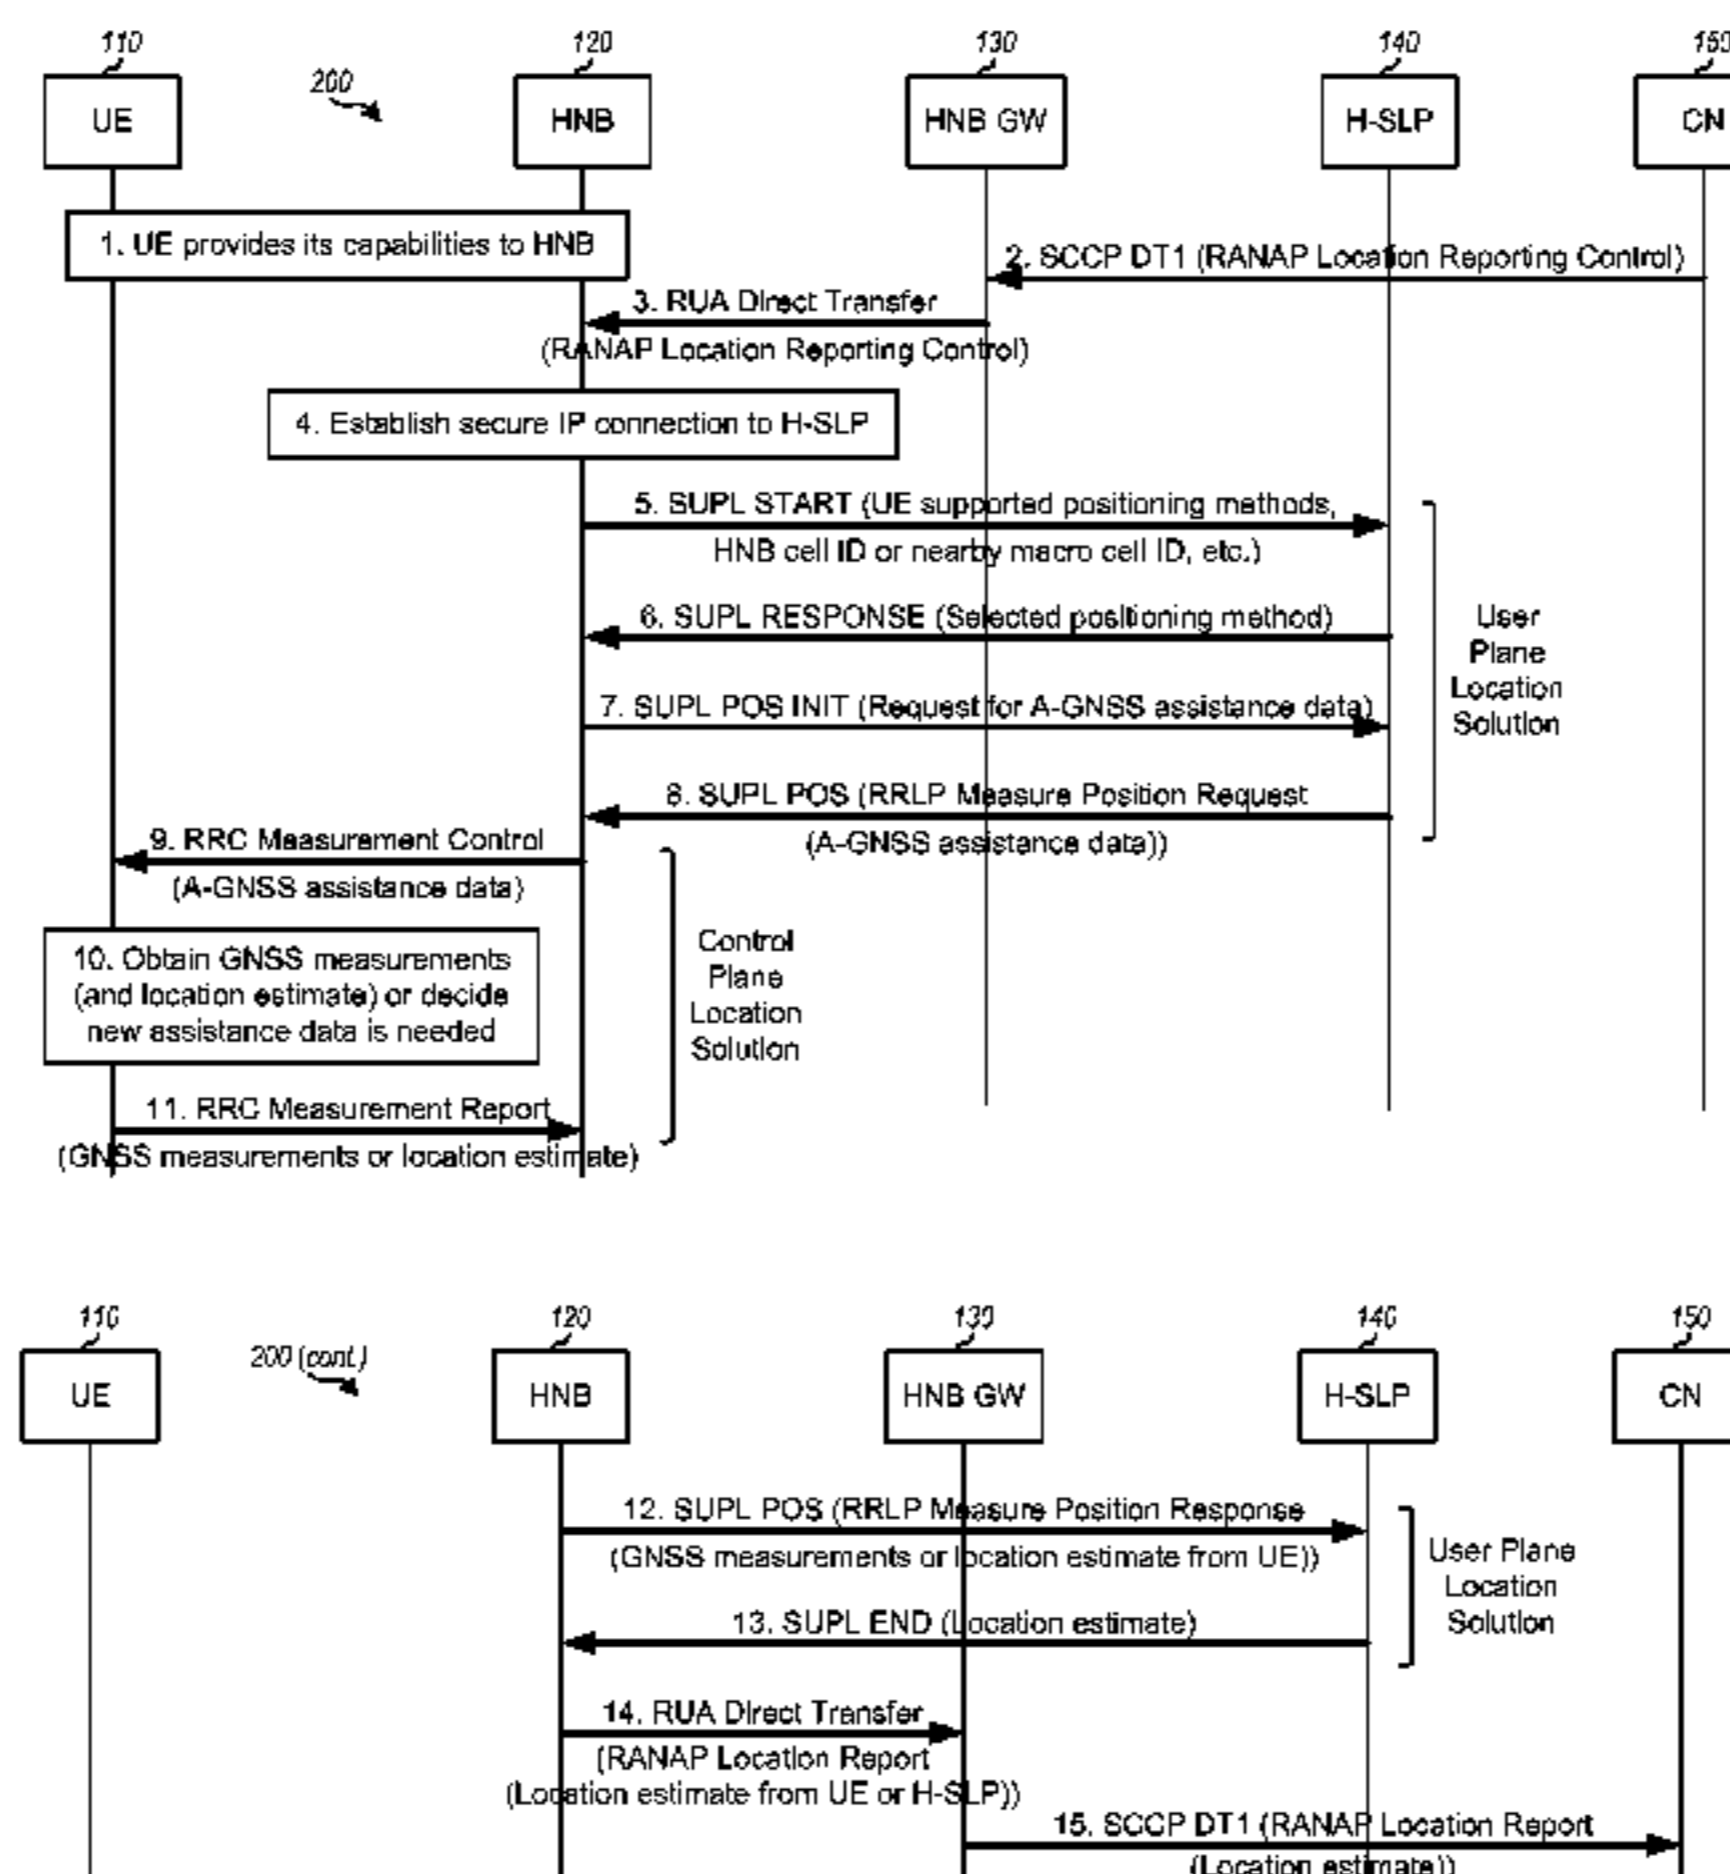 110 120 130 140 150
200
UE HNB HNB GW H-SLP CN
1. UE provides its capabilities to HNB
2. SCCP DT1 (RANAP Location Reporting Control)
3. RUA Direct Transfer
(RANAP Location Reporting Control)
4. Establish secure IP connection to H-SLP
5. SUPL START (UE supported positioning methods,
HNB cell ID or nearby macro cell ID, etc.)
6. SUPL RESPONSE (Selected positioning method)
7. SUPL POS INIT (Request for A-GNSS assistance data)
8. SUPL POS (RRLP Measure Position Request
(A-GNSS assistance data))
User
Plane
Location
Solution
9. RRC Measurement Control
(A-GNSS assistance data)
10. Obtain GNSS measurements
(and location estimate) or decide
new assistance data is needed
11. RRC Measurement Report
(GNSS measurements or location estimate)
Control
Plane
Location
Solution
110 120 130 140 150
200 (cont.)
UE HNB HNB GW H-SLP CN
12. SUPL POS (RRLP Measure Position Response
(GNSS measurements or location estimate from UE))
13. SUPL END (Location estimate)
User Plane
Location
Solution
14. RUA Direct Transfer
(RANAP Location Report
(Location estimate from UE or H-SLP))
15. SCCP DT1 (RANAP Location Report
(Location estimate))